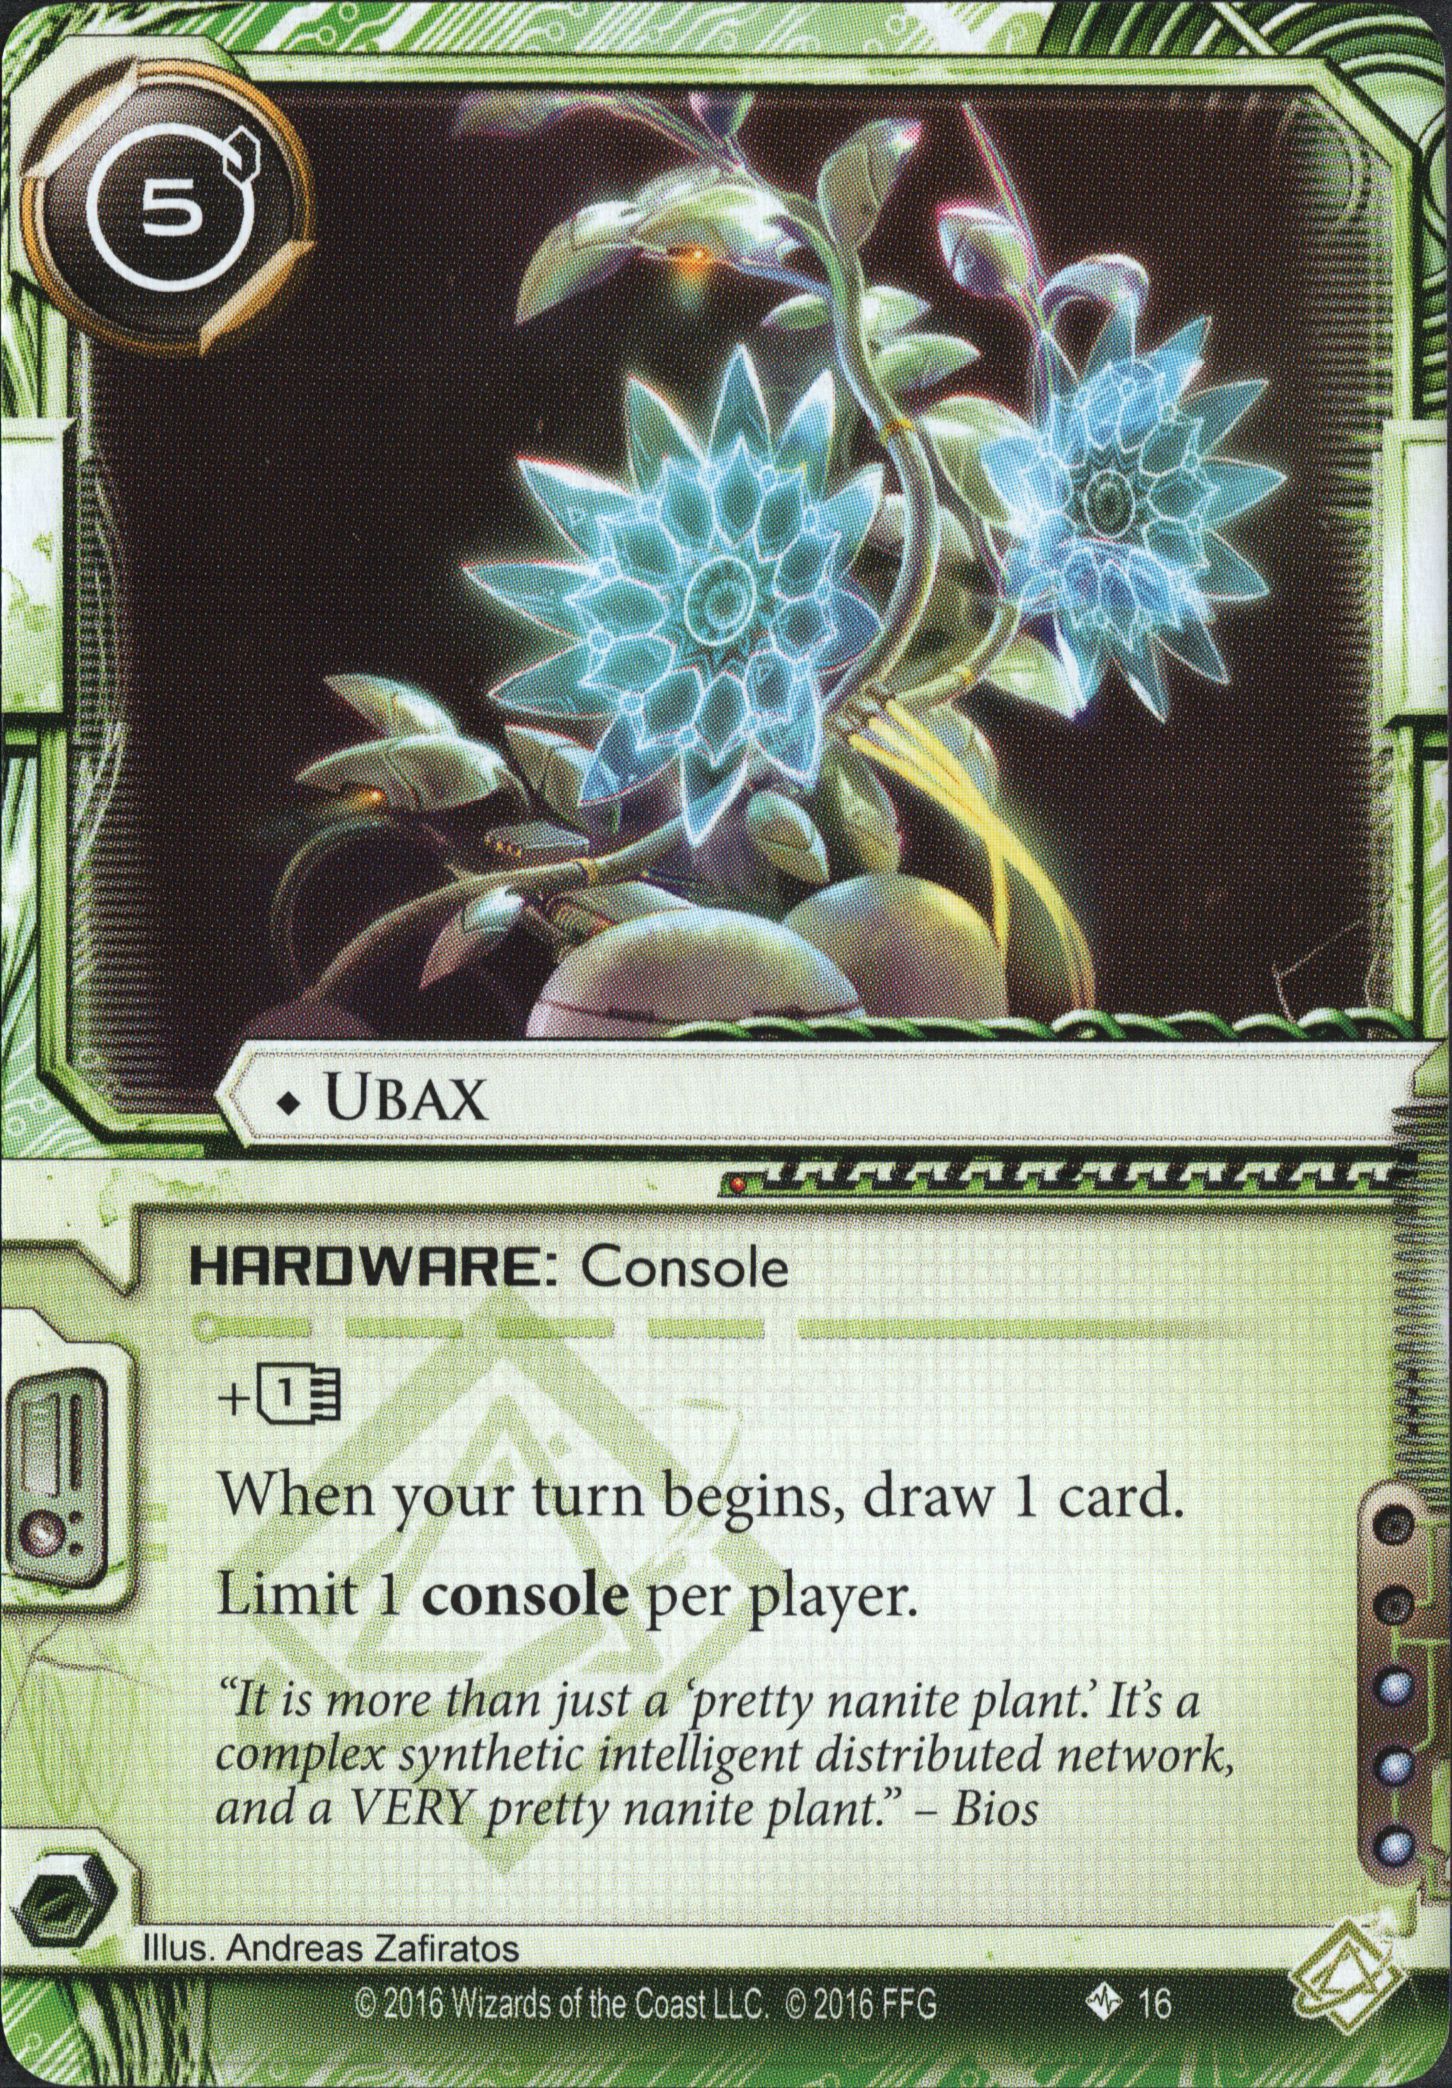 5
◆ UBAX
HARDWARE: Console
+1
When your turn begins, draw 1 card.
Limit 1 console per player.
“It is more than just a ‘pretty nanite plant.’ It’s a
complex synthetic intelligent distributed network,
and a VERY pretty nanite plant.” – Bios
Illus. Andreas Zafiratos
© 2016 Wizards of the Coast LLC. © 2016 FFG
16